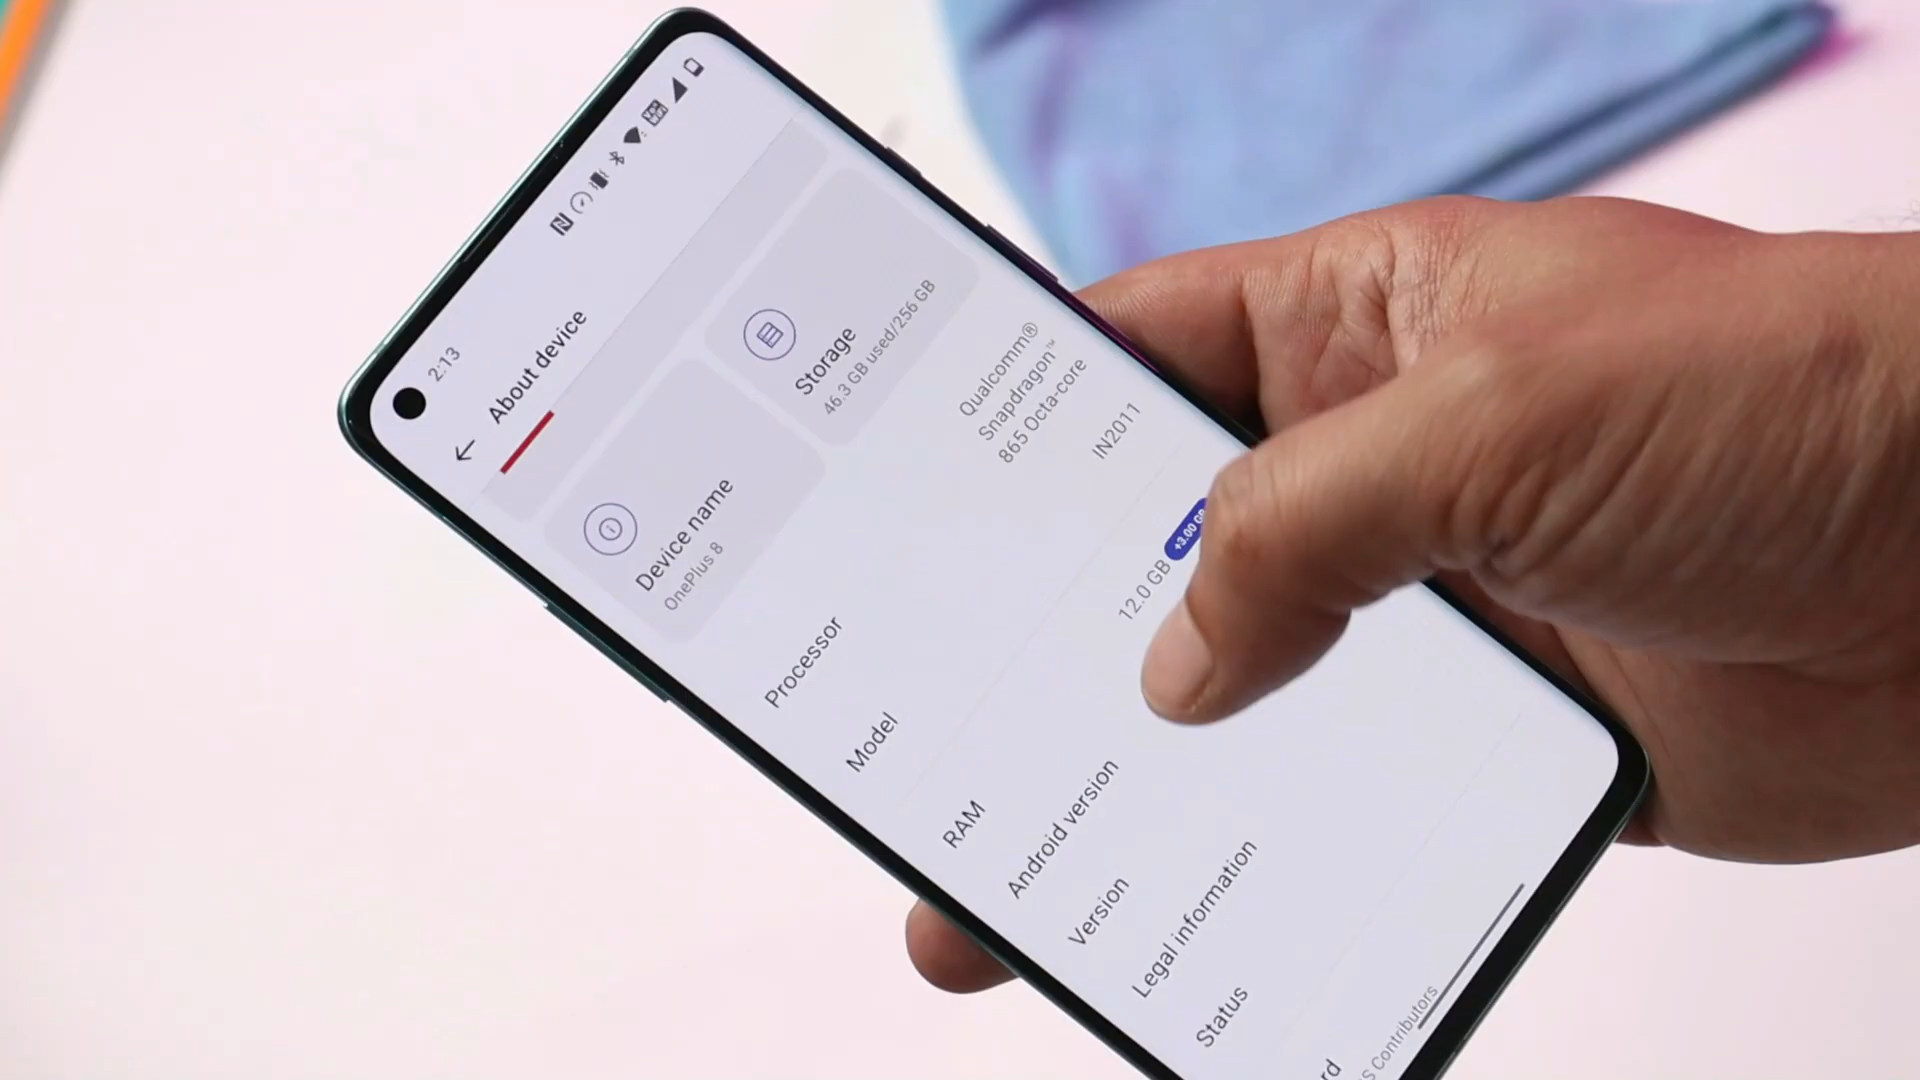 2:13
About device
Device name
OnePlus 8
Storage
46.3 GB used/256 GB
Processor
Qualcomm®
Snapdragon™
865 Octa-core
Model
IN2011
RAM
12.0 GB
+3.00 GB
Android version
Version
Legal information
Status
Contributors